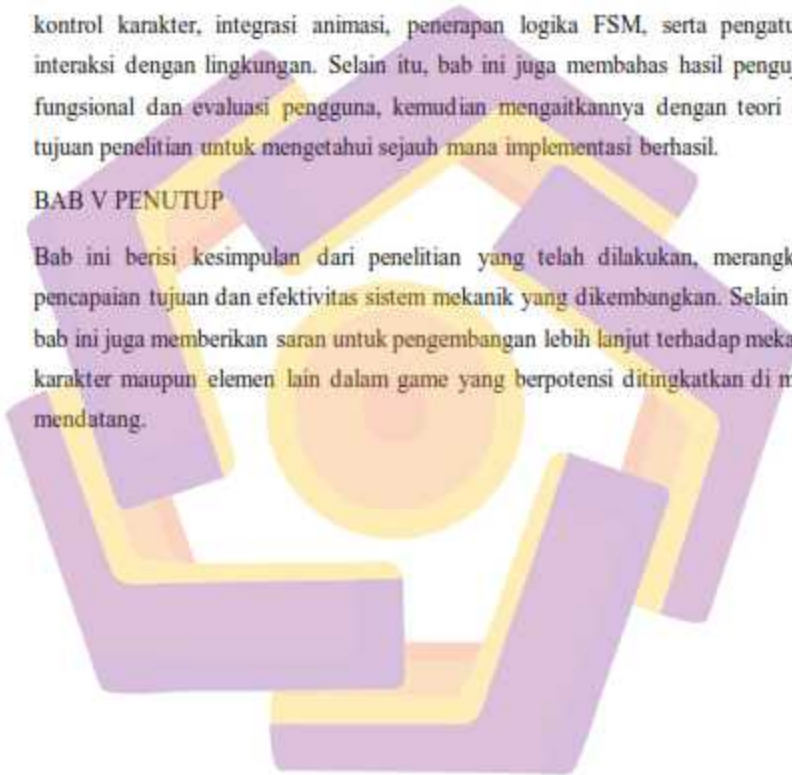 kontrol karakter, integrasi animasi, penerapan logika FSM, serta pengatu
interaksi dengan lingkungan. Selain itu, bab ini juga membahas hasil penguj
fungsional dan evaluasi pengguna, kemudian mengaitkannya dengan teori
tujuan penelitian untuk mengetahui sejauh mana implementasi berhasil.
BAB V PENUTUP
Bab ini berisi kesimpulan dari penelitian yang telah dilakukan, merangk
pencapaian tujuan dan efektivitas sistem mekanik yang dikembangkan. Selain
bab ini juga memberikan saran untuk pengembangan lebih lanjut terhadap meka
karakter maupun elemen lain dalam game yang berpotensi ditingkatkan di m
mendatang.